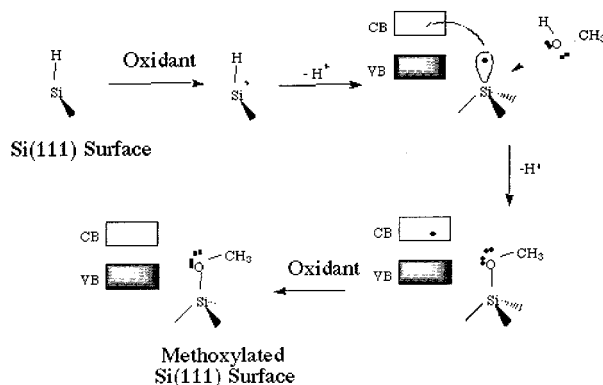 H
Si
Si(111) Surface
Oxidant
H
Si
- H⁺
CB
VB
Si
H
O
CH₃
-H⁺
CB
VB
O
CH₃
Si
Oxidant
CB
VB
O
CH₃
Si
Methoxylated
Si(111) Surface